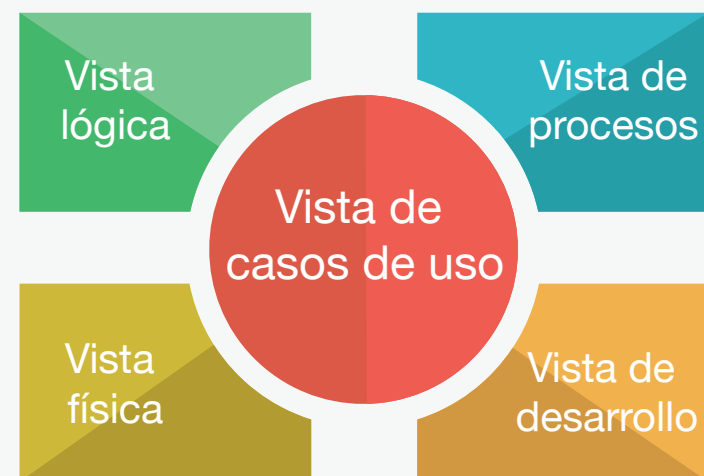 Vista
lógica
Vista de
procesos
Vista de
casos de uso
Vista
física
Vista de
desarrollo